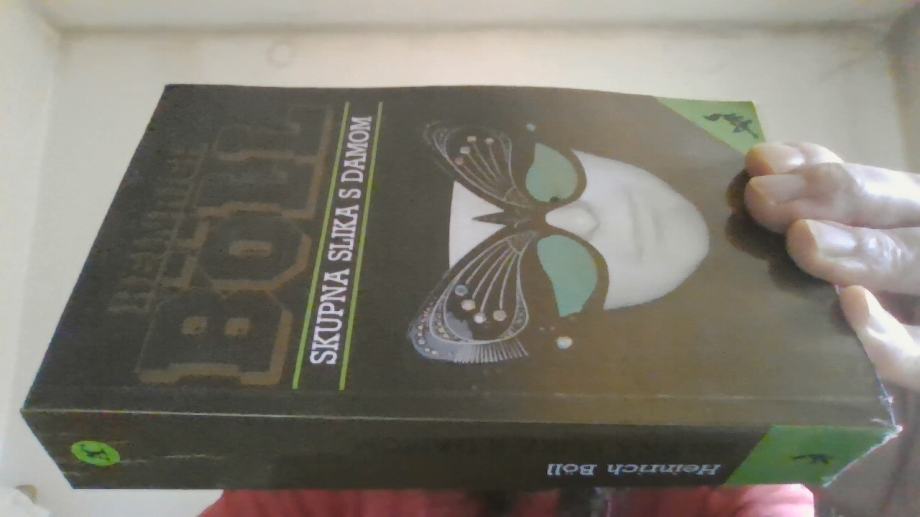 HEINRICH
BÖLL
SKUPNA SLIKA S DAMOM
Heinrich Böll